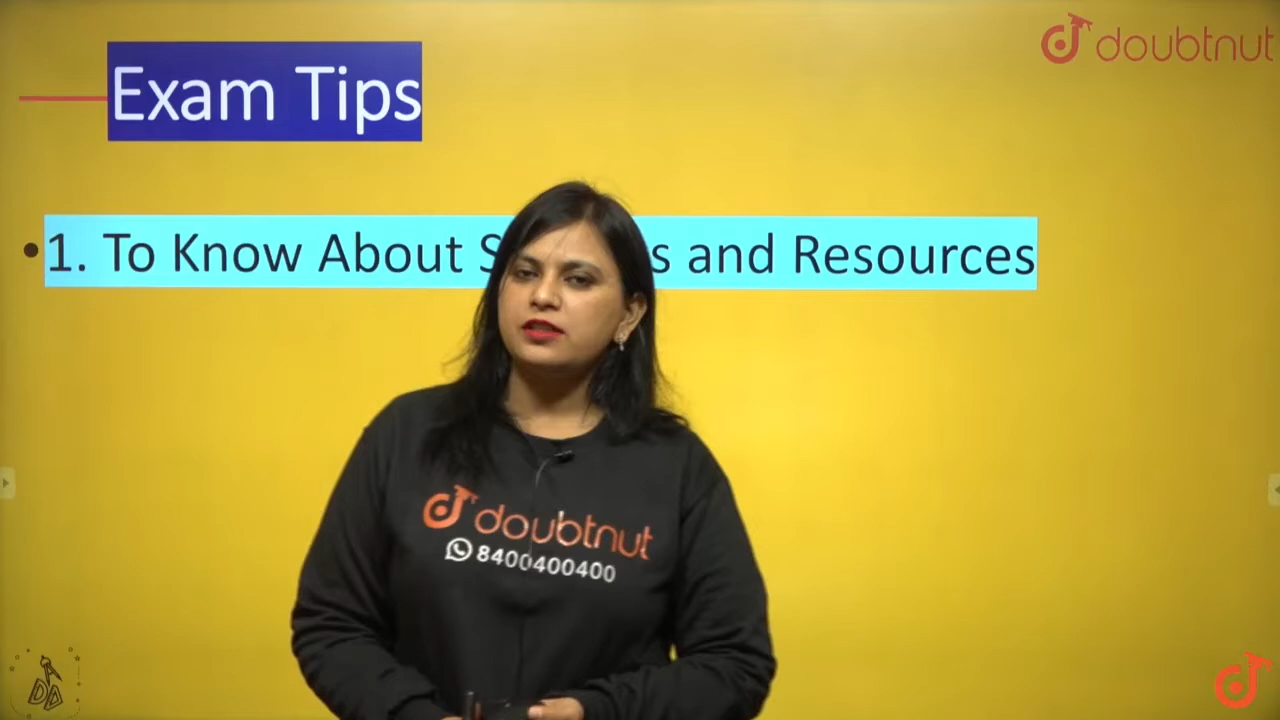 doubtnut
Exam Tips
• 1. To Know About and Resources
doubtnut
8400400400